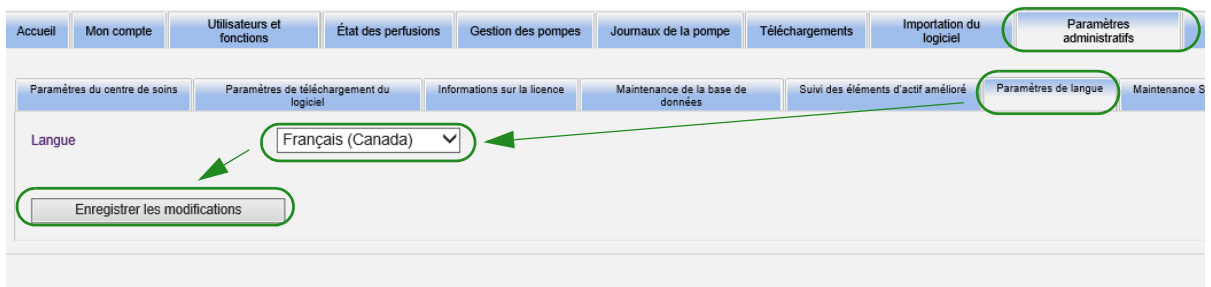 Accueil
Mon compte
Utilisateurs et
fonctions
État des perfusions
Gestion des pompes
Journaux de la pompe
Téléchargements
Importation du
logiciel
Paramètres
administratifs
Paramètres du centre de soins
Paramètres de téléchargement du
logiciel
Informations sur la licence
Maintenance de la base de
données
Suivi des éléments d'actif amélioré
Paramètres de langue
Maintenance S
Langue
Français (Canada)
Enregistrer les modifications